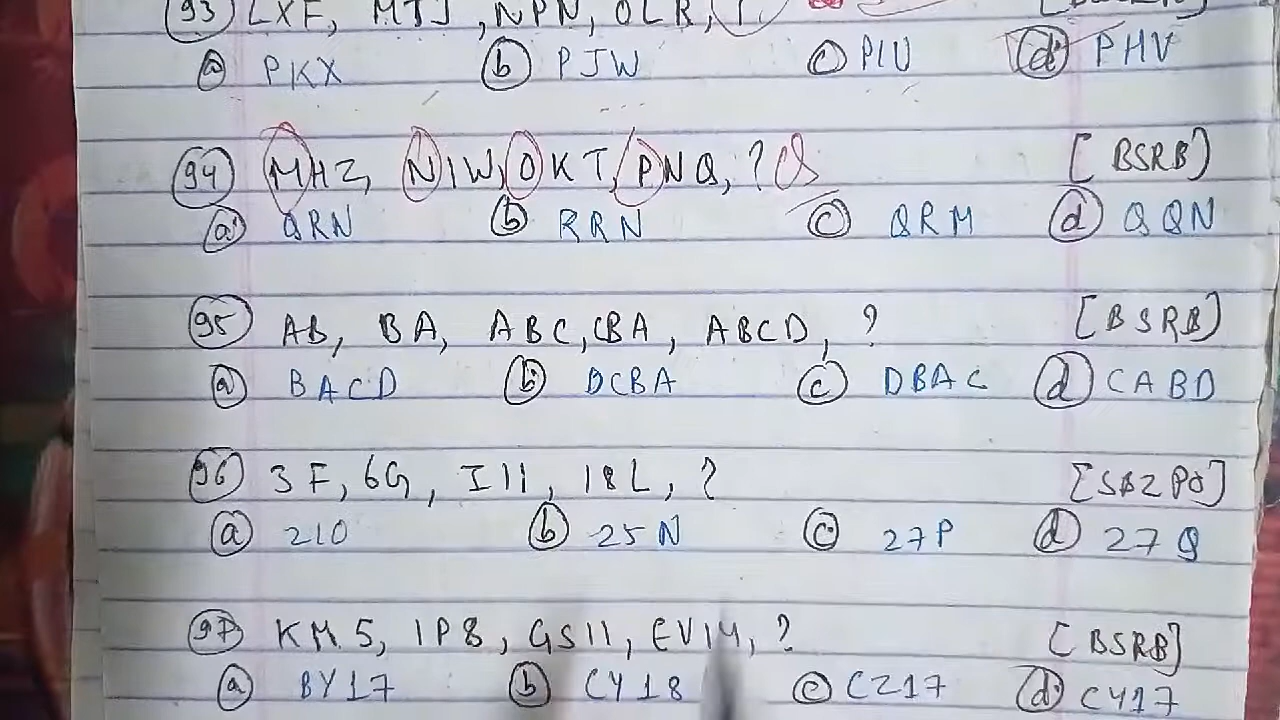 93) LXF, MTJ, NPN, OLR,
(a) PKX (b) PJW (c) PIU (d) PHV
94) MHZ, NIW, OKT, PNQ, ? [BSRB]
(a) QRN (b) RRN (c) QRM (d) QQN
95) AB, BA, ABC, CBA, ABCD, ? [BSRB]
(a) BACD (b) DCBA (c) DBAC (d) CABD
96) 3F, 6G, I11, 18L, ?
(a) 21O (b) 25N (c) 27P (d) 27Q
97) KM5, IP8, GS11, EV14, ? [BSRB]
(a) BY17 (b) CY18 (c) CZ17 (d) CY17